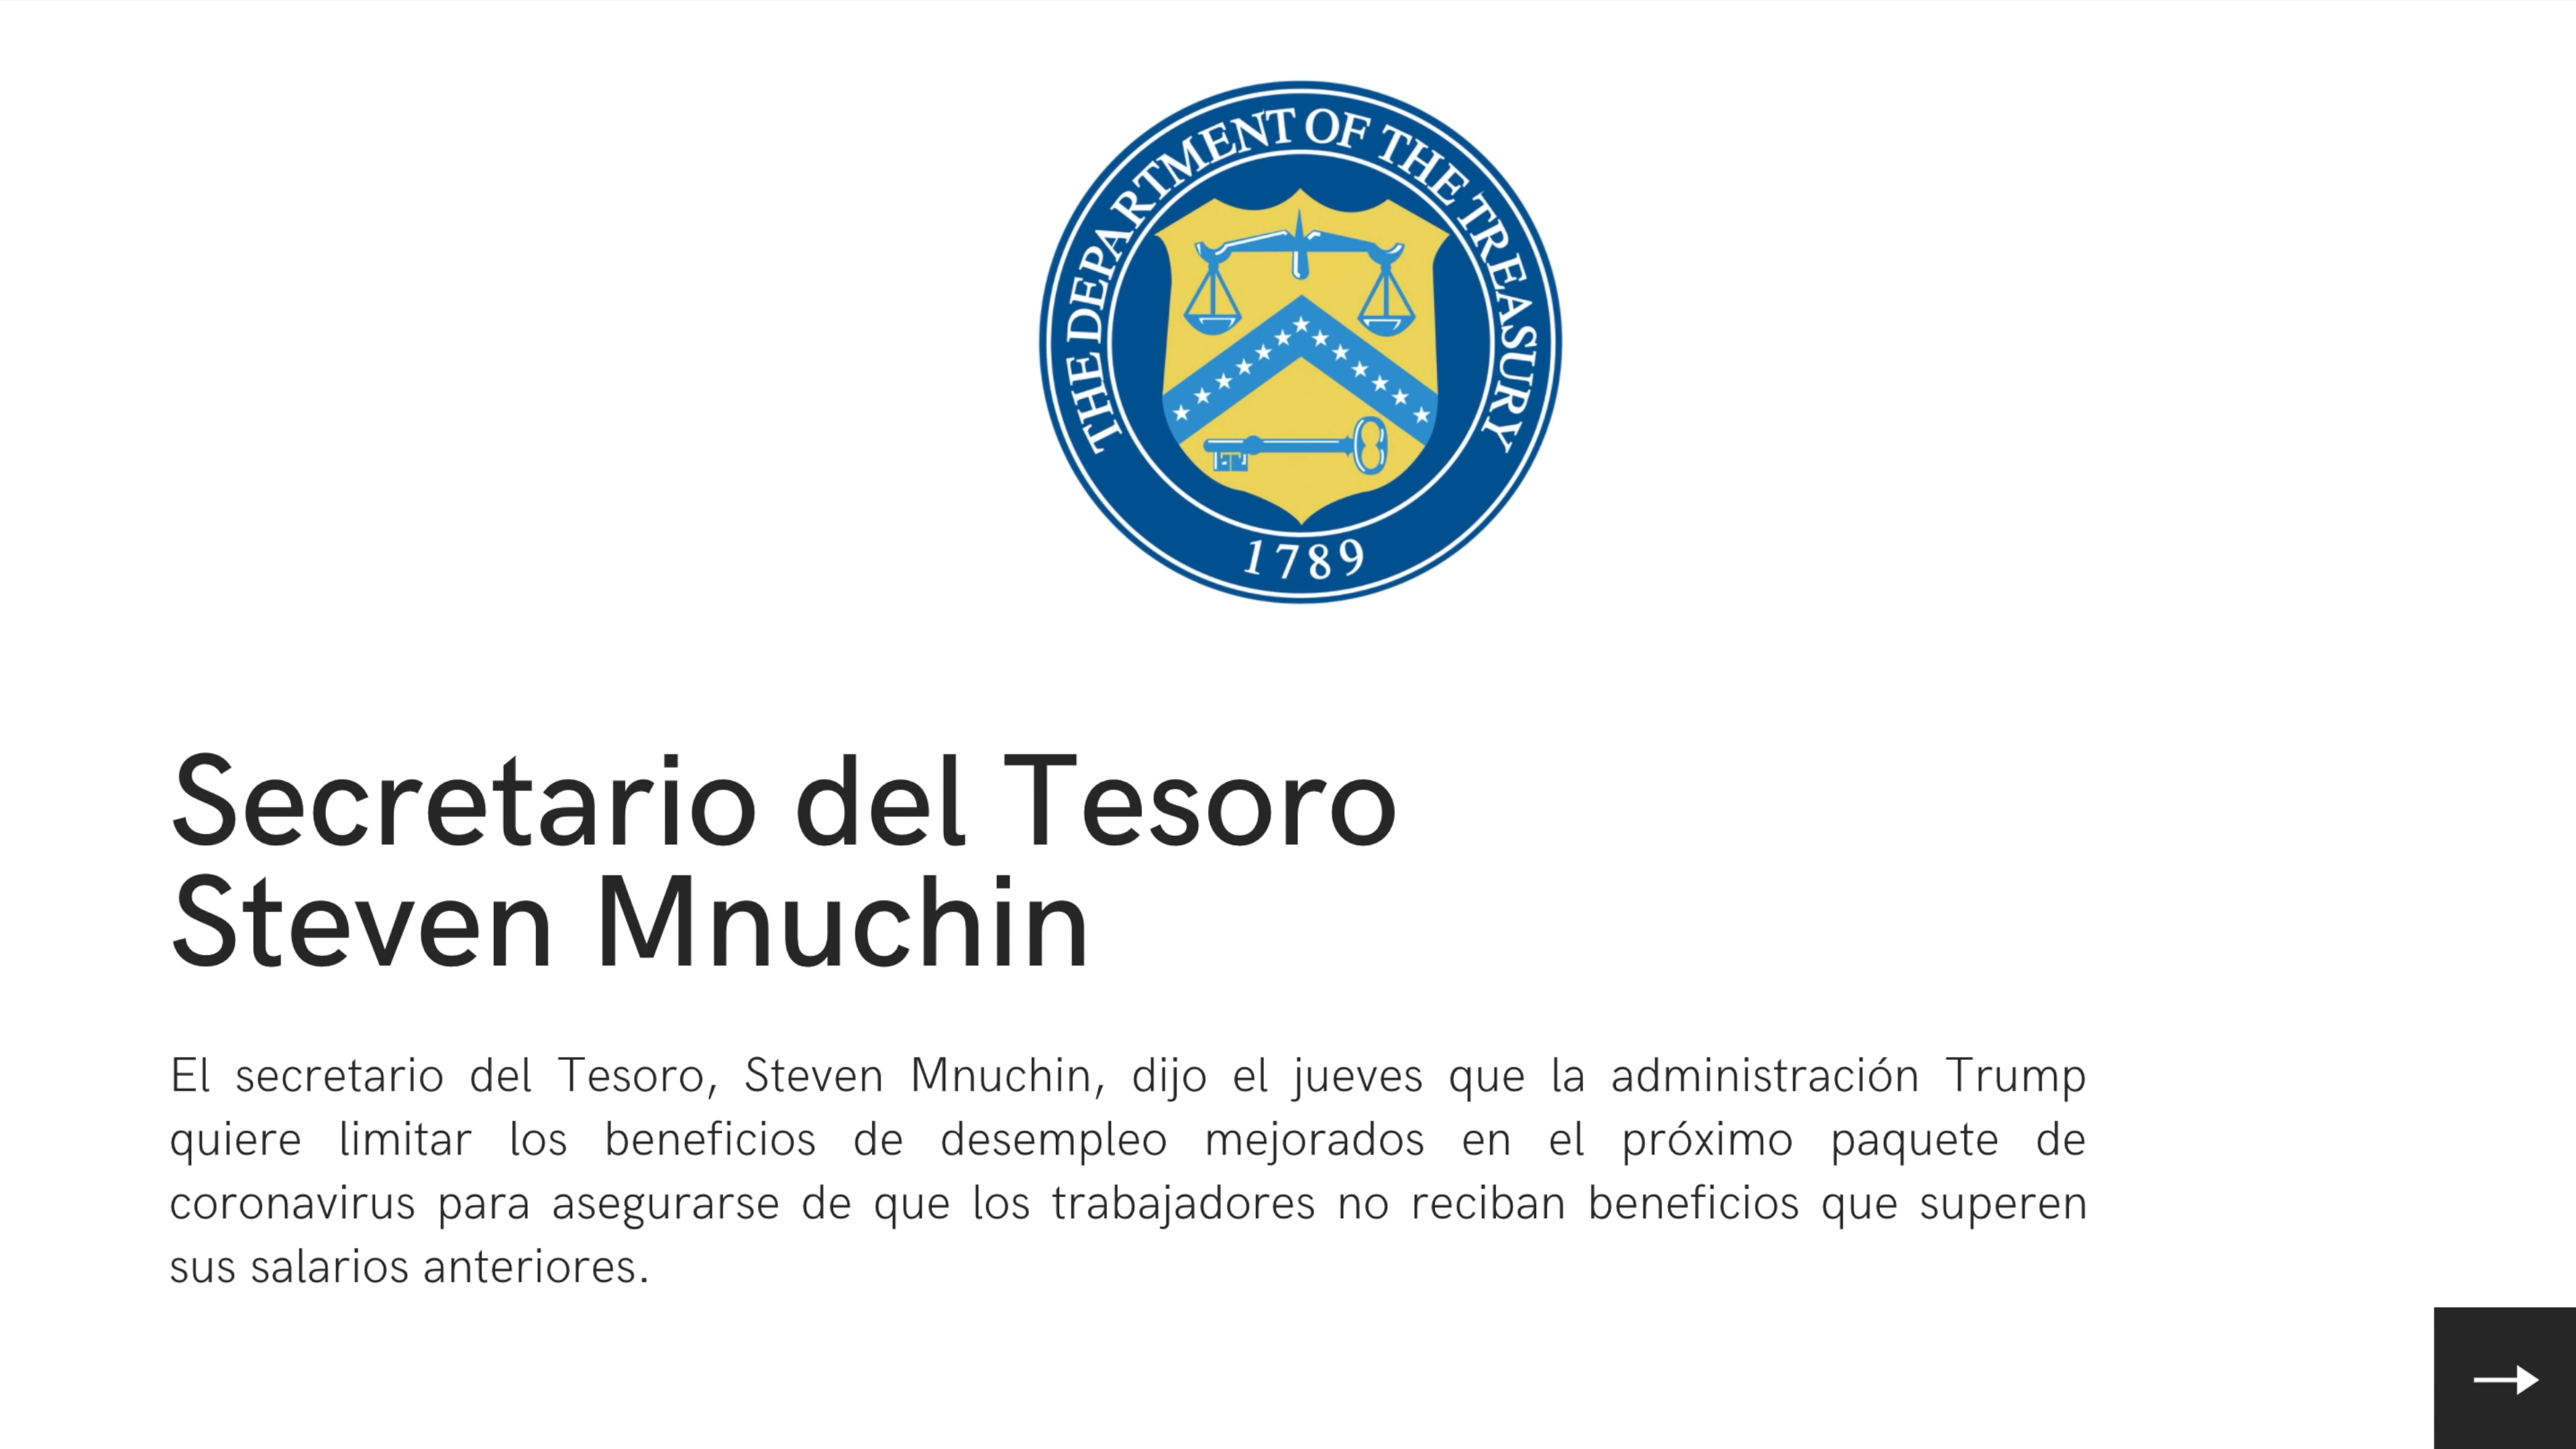 THE DEPARTMENT OF THE TREASURY
1789
Secretario del Tesoro
Steven Mnuchin
El secretario del Tesoro, Steven Mnuchin, dijo el jueves que la administración Trump
quiere limitar los beneficios de desempleo mejorados en el próximo paquete de
coronavirus para asegurarse de que los trabajadores no reciban beneficios que superen
sus salarios anteriores.